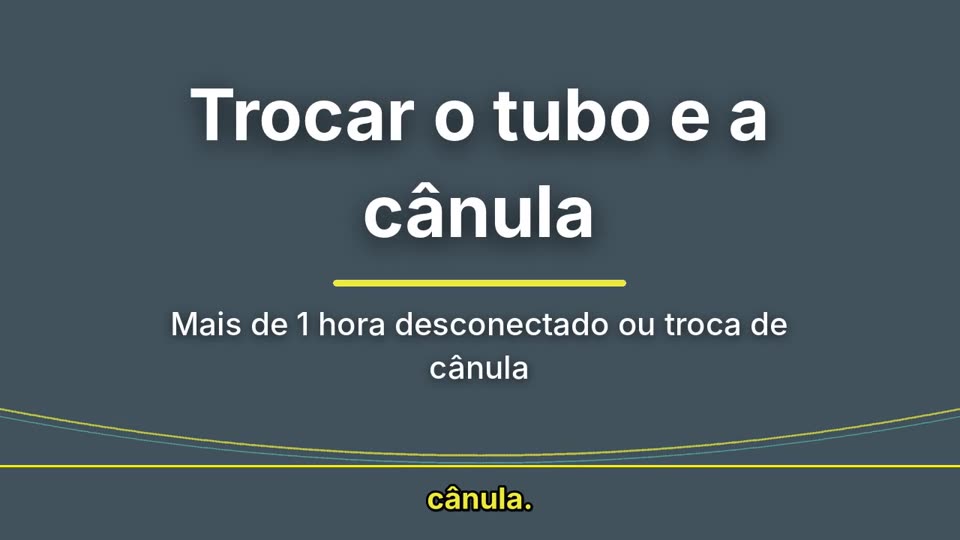 Trocar o tubo e a
cânula
Mais de 1 hora desconectado ou troca de
cânula
cânula.